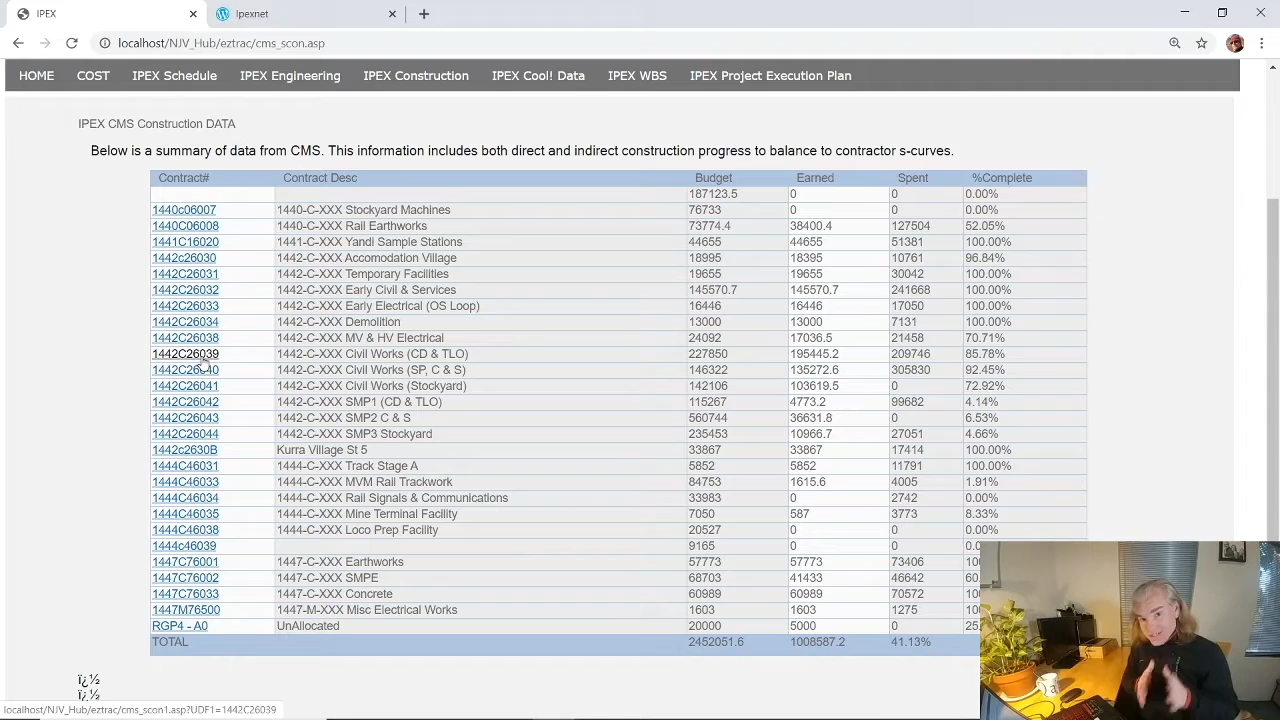 IPEX
Ipexnet
localhost/NJV_Hub/eztrac/cms_scon.asp
HOME COST IPEX Schedule IPEX Engineering IPEX Construction IPEX Cool! Data IPEX WBS IPEX Project Execution Plan
IPEX CMS Construction DATA
Below is a summary of data from CMS. This information includes both direct and indirect construction progress to balance to contractor s-curves.
Contract# Contract Desc Budget Earned Spent %Complete
187123.5 0 0 0.00%
1440c06007 1440-C-XXX Stockyard Machines 76733 0 0 0.00%
1440C06008 1440-C-XXX Rail Earthworks 73774.4 38400.4 127504 52.05%
1441C16020 1441-C-XXX Yandi Sample Stations 44655 44655 51381 100.00%
1442c26030 1442-C-XXX Accomodation Village 18995 18395 10761 96.84%
1442C26031 1442-C-XXX Temporary Facilities 19655 19655 30042 100.00%
1442C26032 1442-C-XXX Early Civil & Services 145570.7 145570.7 241668 100.00%
1442C26033 1442-C-XXX Early Electrical (OS Loop) 16446 16446 17050 100.00%
1442C26034 1442-C-XXX Demolition 13000 13000 7131 100.00%
1442C26038 1442-C-XXX MV & HV Electrical 24092 17036.5 21458 70.71%
1442C26039 1442-C-XXX Civil Works (CD & TLO) 227850 195445.2 209746 85.78%
1442C26040 1442-C-XXX Civil Works (SP, C & S) 146322 135272.6 305830 92.45%
1442C26041 1442-C-XXX Civil Works (Stockyard) 142106 103619.5 0 72.92%
1442C26042 1442-C-XXX SMP1 (CD & TLO) 115267 4773.2 99682 4.14%
1442C26043 1442-C-XXX SMP2 C & S 560744 36631.8 0 6.53%
1442C26044 1442-C-XXX SMP3 Stockyard 235453 10966.7 27051 4.66%
1442c2630B Kurra Village St 5 33867 33867 17414 100.00%
1444C46031 1444-C-XXX Track Stage A 5852 5852 11791 100.00%
1444C46033 1444-C-XXX MVM Rail Trackwork 84753 1615.6 4005 1.91%
1444C46034 1444-C-XXX Rail Signals & Communications 33983 0 2742 0.00%
1444C46035 1444-C-XXX Mine Terminal Facility 7050 587 3773 8.33%
1444C46038 1444-C-XXX Loco Prep Facility 20527 0 0 0.00%
1444c46039 9165 0 0 0.0
1447C76001 1447-C-XXX Earthworks 57773 57773 73406 10
1447C76002 1447-C-XXX SMPE 68703 41433 46642 60.
1447C76033 1447-C-XXX Concrete 60989 60989 70572 10
1447M76500 1447-M-XXX Misc Electrical Works 1603 1603 1275 10
RGP4 - A0 UnAllocated 20000 5000 0 25.
TOTAL 2452051.6 1008587.2 41.13%
ï¿½
ï¿½
localhost/NJV_Hub/eztrac/cms_scon1.asp?UDF1=1442C26039